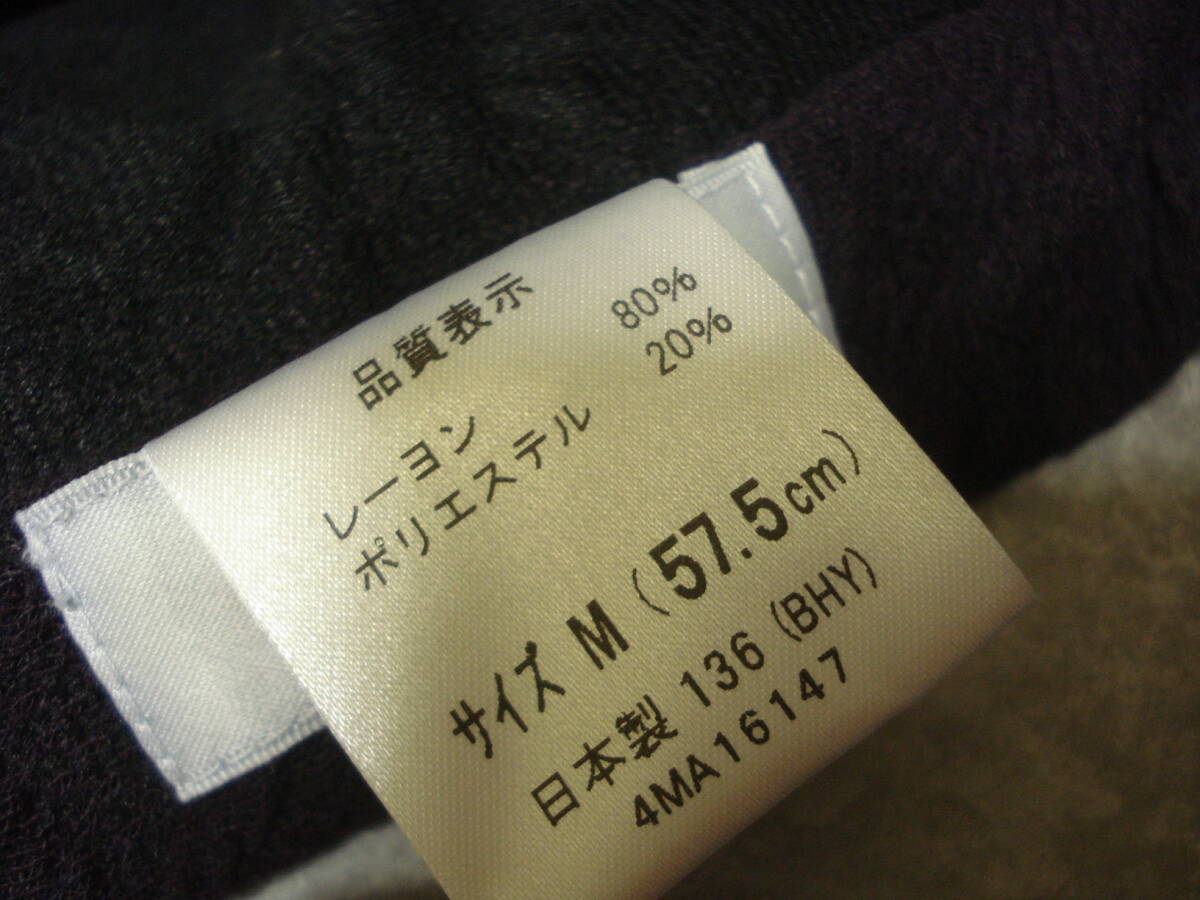 品質表示
レーヨン 80%
ポリエステル 20%
サイズ M (57.5cm)
日本製 136 (BHY)
4MA16147